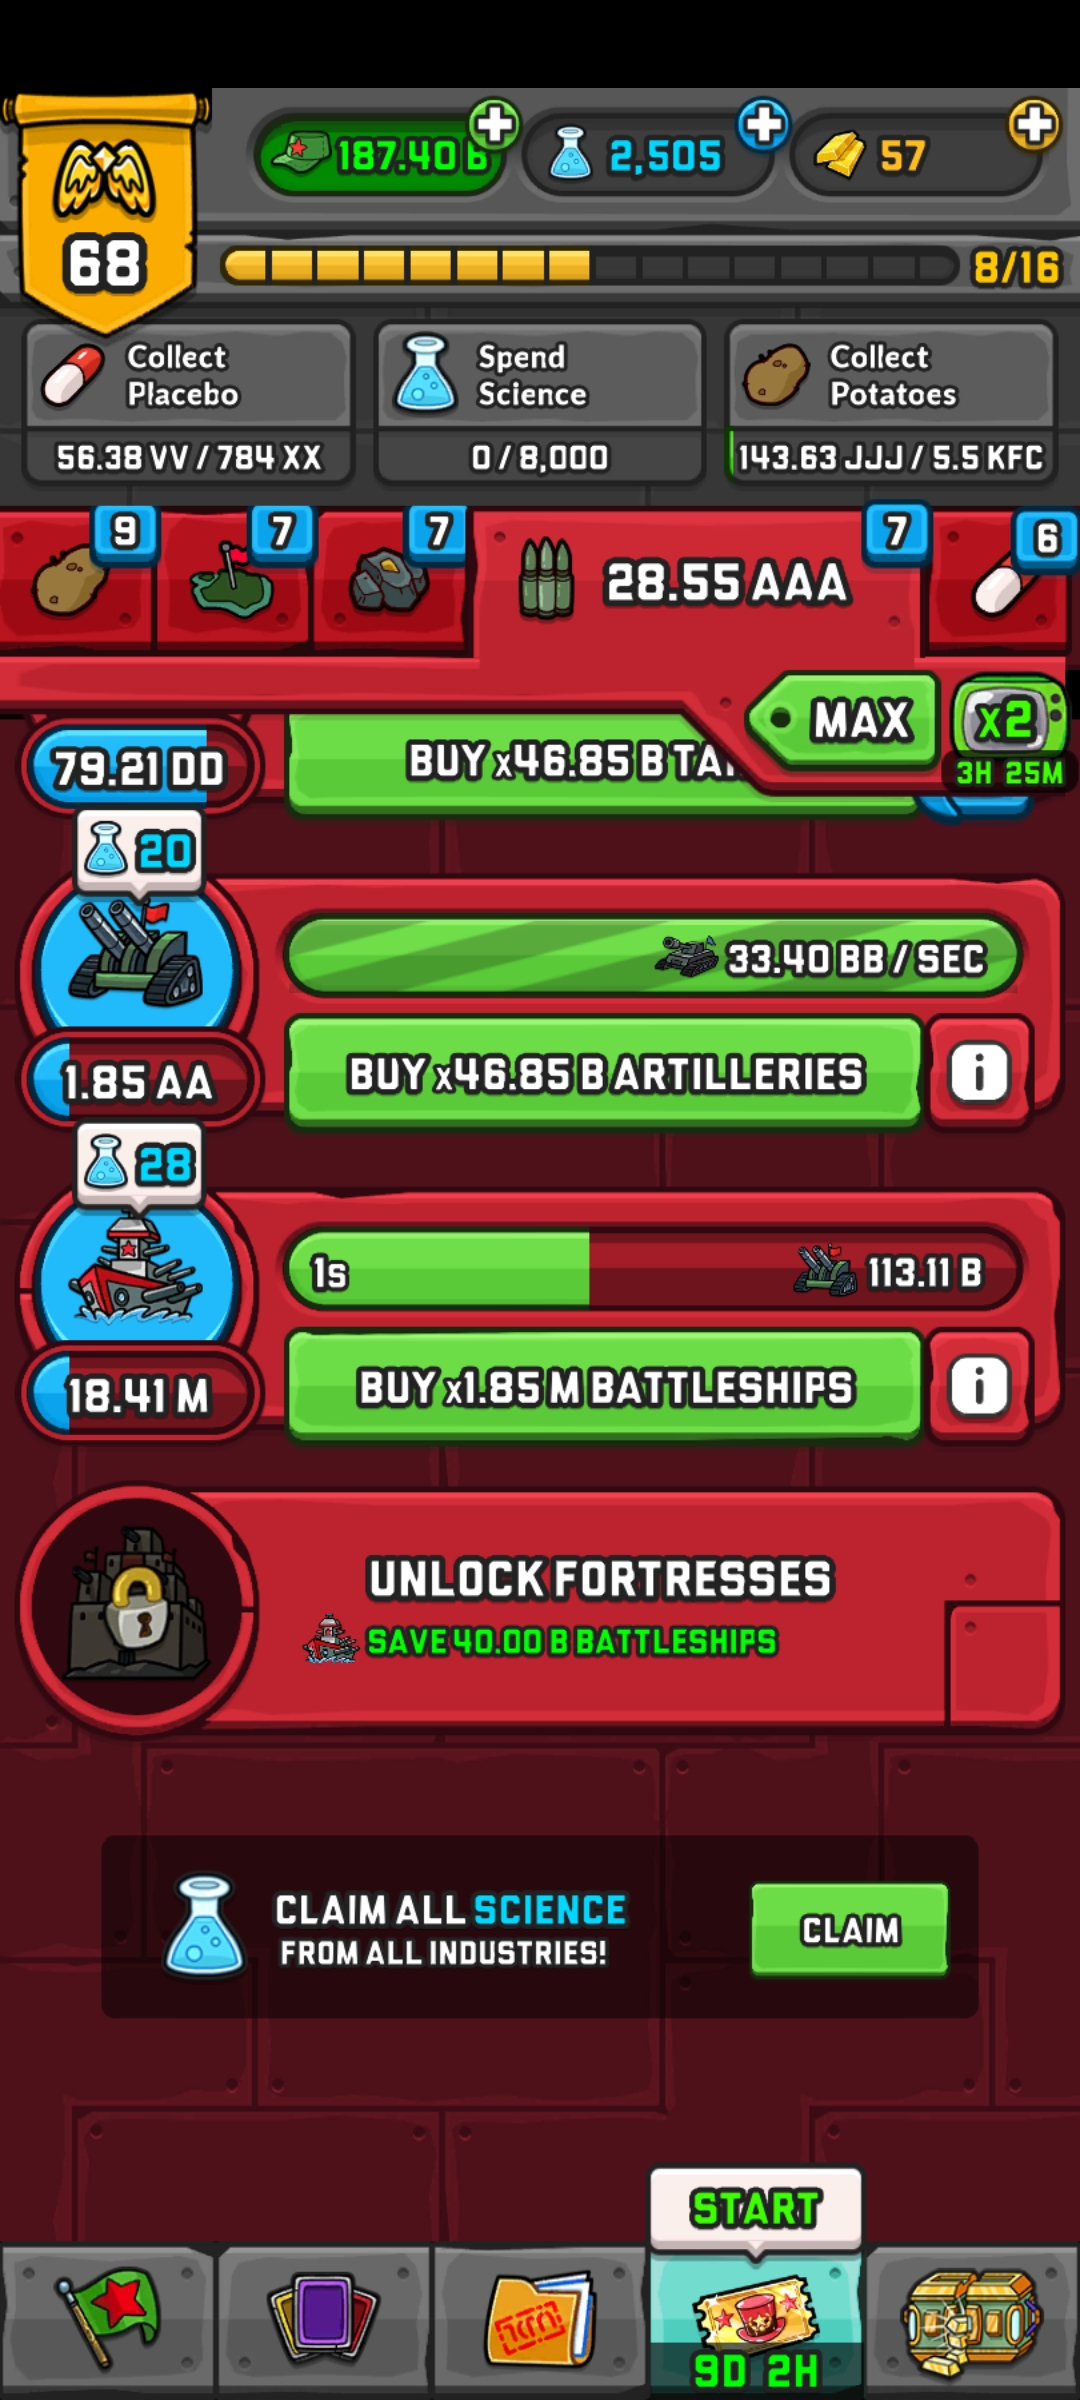 187.40 B
2,505
57
68
8/16
Collect
Placebo
56.38 VV / 784 XX
Spend
Science
0 / 8,000
Collect
Potatoes
143.63 JJJ / 5.5 KFC
9
7
7
28.55 AAA
7
6
MAX
x2
3H 25M
79.21 DD
BUY x46.85 B TA
20
33.40 BB / SEC
1.85 AA
BUY x46.85 B ARTILLERIES
i
28
1s
113.11 B
18.41 M
BUY x1.85 M BATTLESHIPS
i
UNLOCK FORTRESSES
SAVE 40.00 B BATTLESHIPS
CLAIM ALL SCIENCE
FROM ALL INDUSTRIES!
CLAIM
START
9D 2H